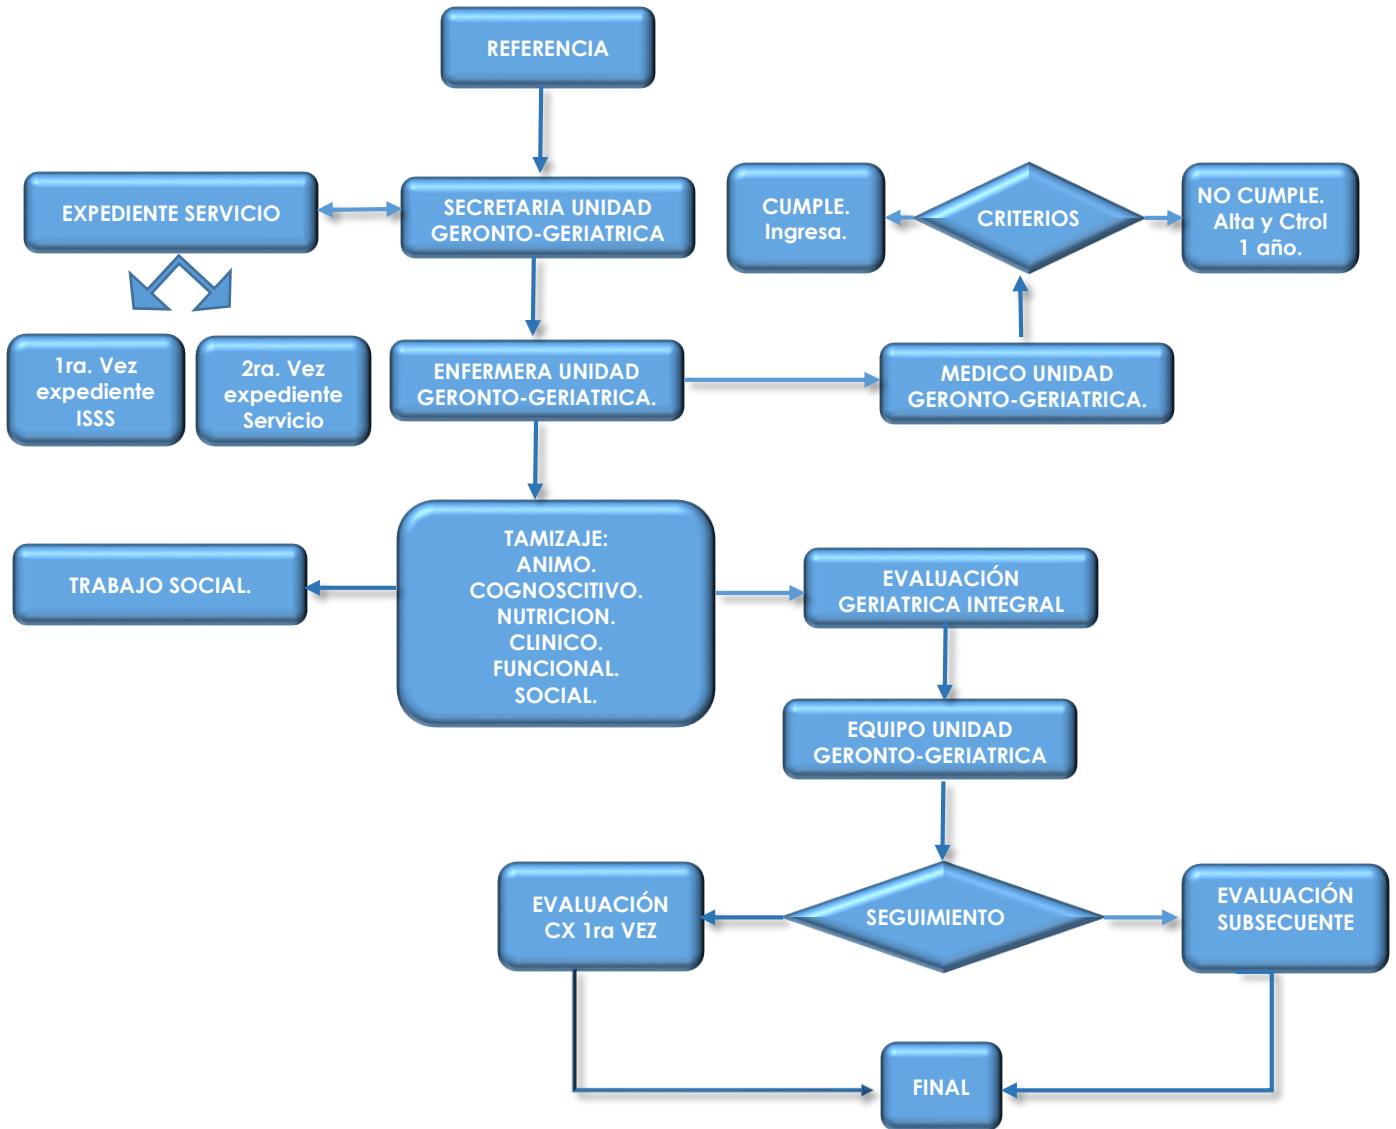 REFERENCIA
EXPEDIENTE SERVICIO
SECRETARIA UNIDAD
GERONTO-GERIATRICA
CUMPLE.
Ingresa.
CRITERIOS
NO CUMPLE.
Alta y Ctrol
1 año.
1ra. Vez
expediente
ISSS
2ra. Vez
expediente
Servicio
ENFERMERA UNIDAD
GERONTO-GERIATRICA.
MEDICO UNIDAD
GERONTO-GERIATRICA.
TRABAJO SOCIAL.
TAMIZAJE:
ANIMO.
COGNOSCITIVO.
NUTRICION.
CLINICO.
FUNCIONAL.
SOCIAL.
EVALUACIÓN
GERIATRICA INTEGRAL
EQUIPO UNIDAD
GERONTO-GERIATRICA
EVALUACIÓN
CX 1ra VEZ
SEGUIMIENTO
EVALUACIÓN
SUBSECUENTE
FINAL